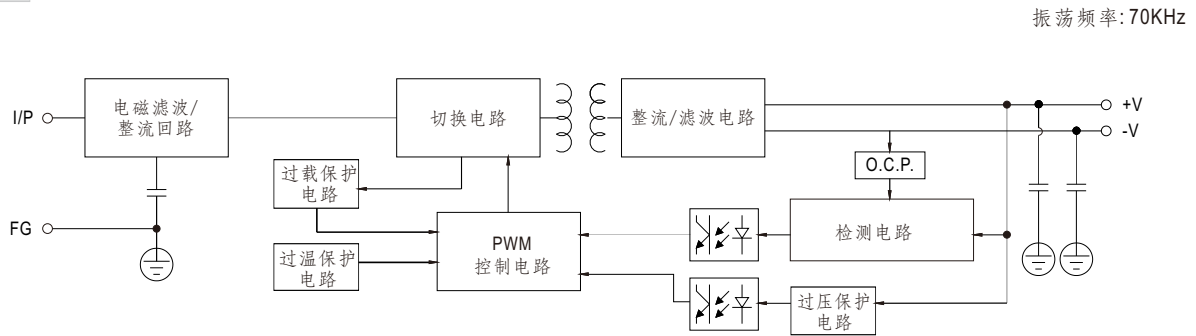 振荡频率: 70KHz
I/P
电磁滤波/
整流回路
切换电路
整流/滤波电路
+V
-V
O.C.P.
过载保护
电路
FG
PWM
控制电路
检测电路
过温保护
电路
过压保护
电路